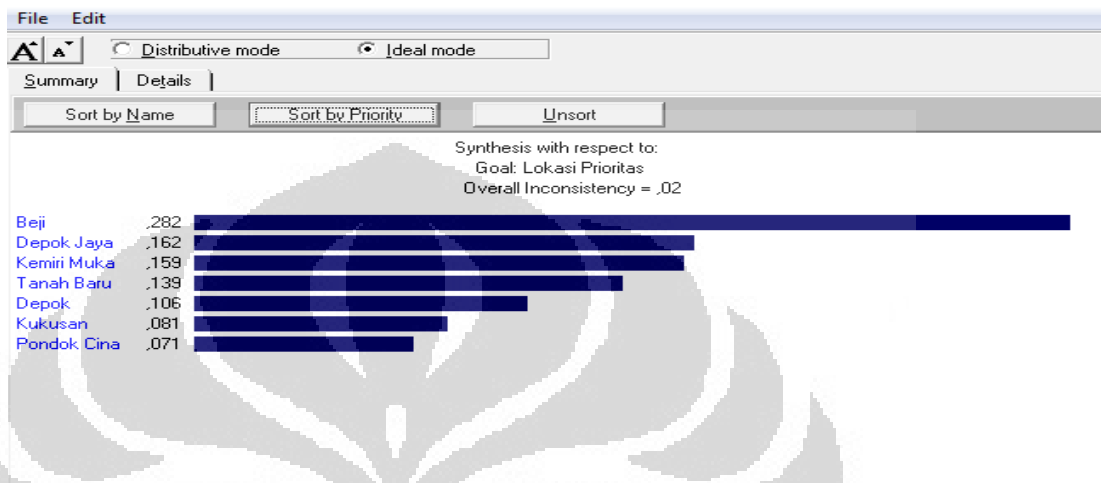 File Edit
A A Distributive mode Ideal mode
Summary Details
Sort by Name Sort by Priority Unsort
Synthesis with respect to:
Goal: Lokasi Prioritas
Overall Inconsistency = ,02
Beji ,282
Depok Jaya ,162
Kemiri Muka ,159
Tanah Baru ,139
Depok ,106
Kukusan ,081
Pondok Cina ,071